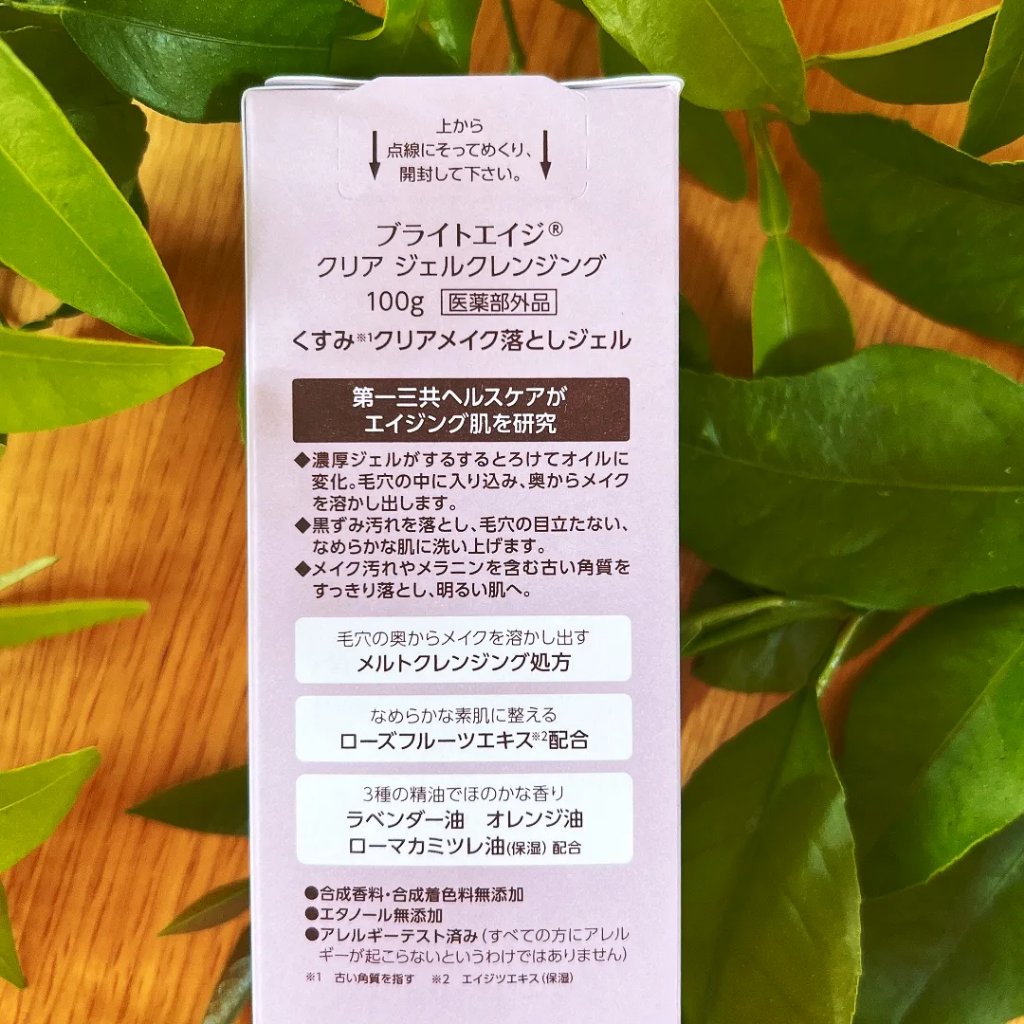 上から
点線にそってめくり、
開封して下さい。
ブライトエイジ®
クリア ジェルクレンジング
100g 医薬部外品
くすみ※1クリアメイク落としジェル
第一三共ヘルスケアが
エイジング肌を研究
◆濃厚ジェルがするするとろけてオイルに
変化。毛穴の中に入り込み、奥からメイク
を溶かし出します。
◆黒ずみ汚れを落とし、毛穴の目立たない、
なめらかな肌に洗い上げます。
◆メイク汚れやメラニンを含む古い角質を
すっきり落とし、明るい肌へ。
毛穴の奥からメイクを溶かし出す
メルトクレンジング処方
なめらかな素肌に整える
ローズフルーツエキス※2配合
3種の精油でほのかな香り
ラベンダー油 オレンジ油
ローマカミツレ油(保湿) 配合
●合成香料・合成着色料無添加
●エタノール無添加
●アレルギーテスト済み(すべての方にアレル
ギーが起こらないというわけではありません)
※1 古い角質を指す ※2 エイジツエキス(保湿)